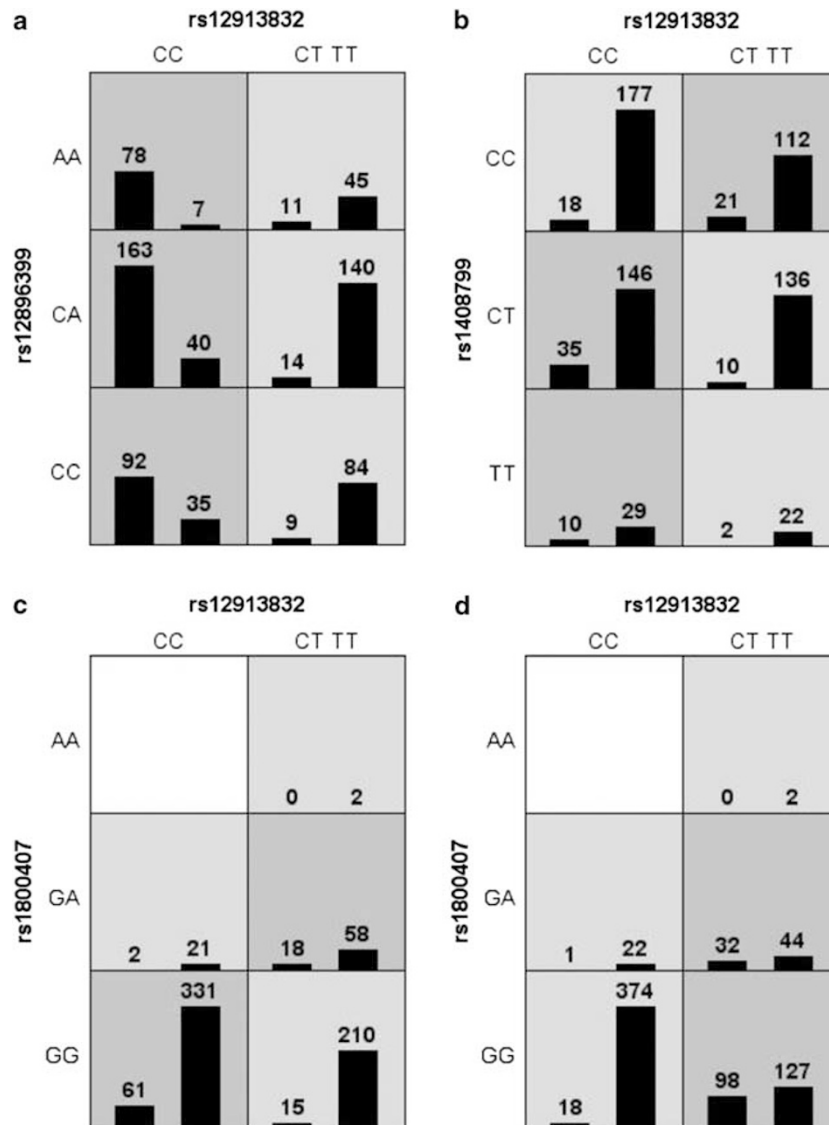 a
rs12913832
CC CT TT
rs12896399
AA
78 7 11 45
CA
163 40 14 140
CC
92 35 9 84
b
rs12913832
CC CT TT
rs1408799
CC
18 177 21 112
CT
35 146 10 136
TT
10 29 2 22
c
rs12913832
CC CT TT
rs1800407
AA
0 2
GA
2 21 18 58
GG
61 331 15 210
d
rs12913832
CC CT TT
rs1800407
AA
0 2
GA
1 22 32 44
GG
18 374 98 127